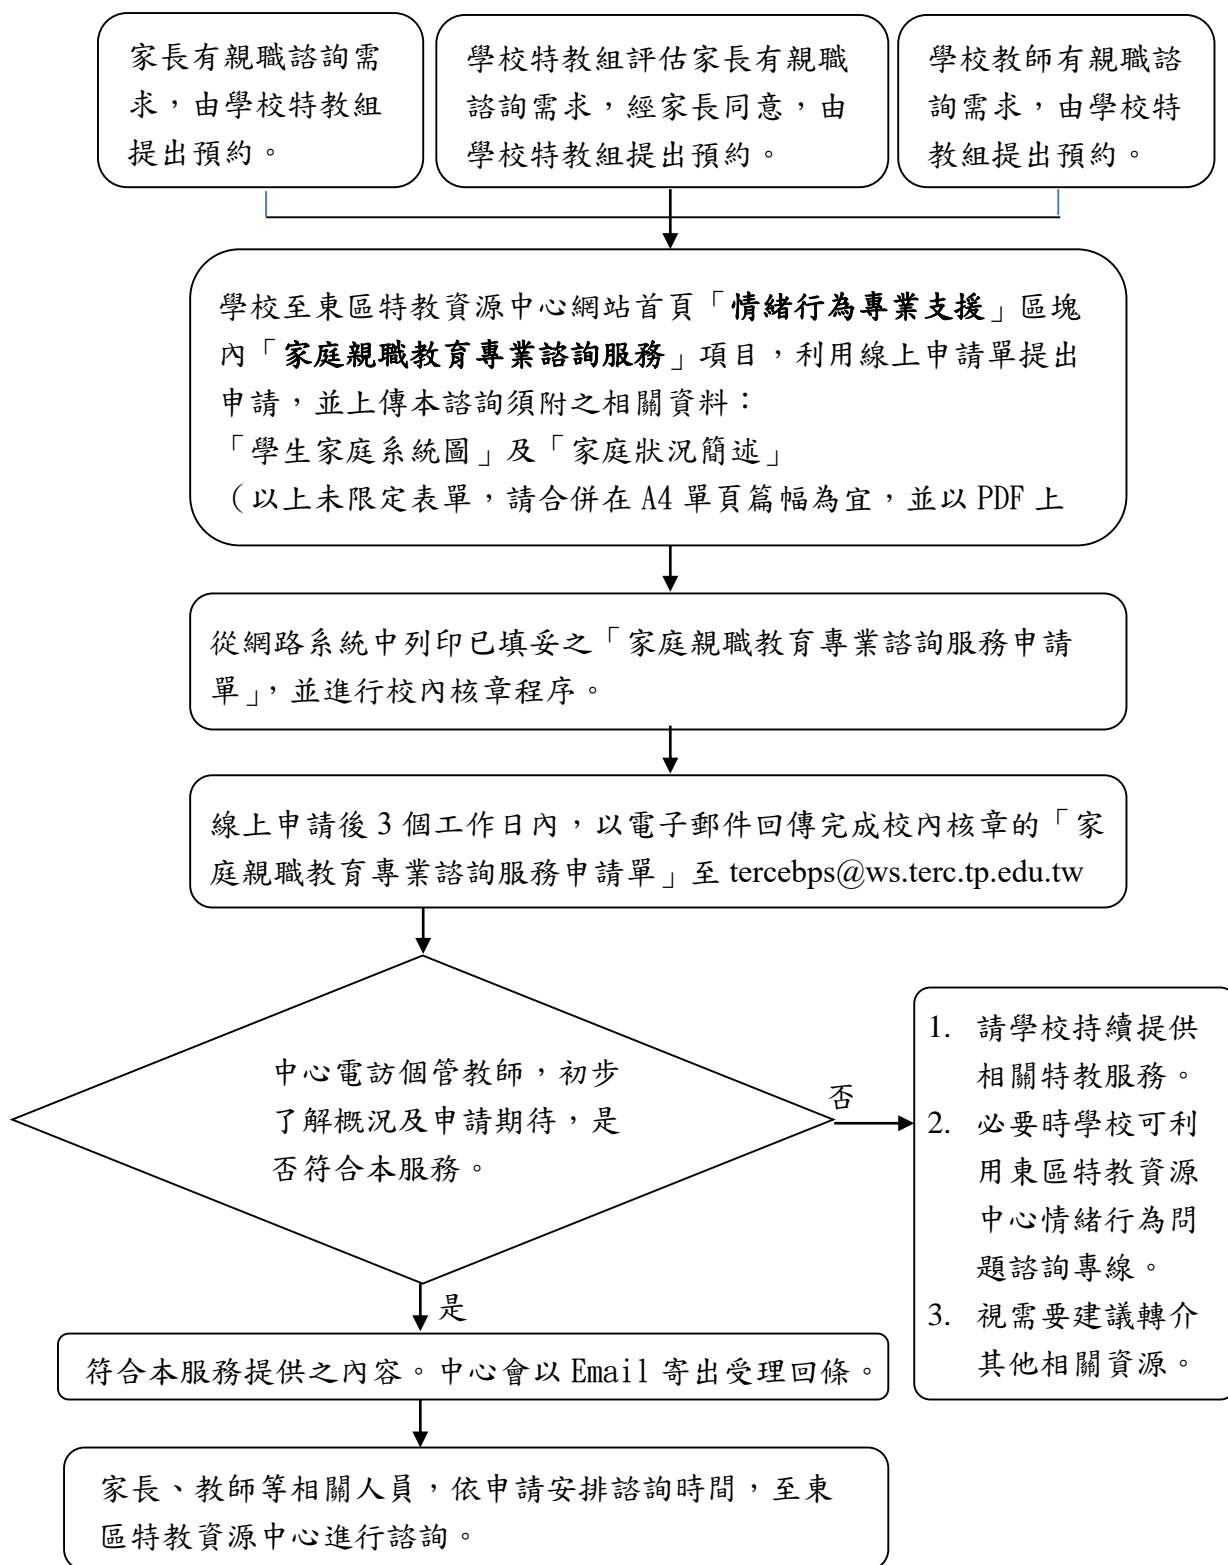 家長有親職諮詢需
求，由學校特教組
提出預約。
學校特教組評估家長有親職
諮詢需求，經家長同意，由
學校特教組提出預約。
學校教師有親職諮
詢需求，由學校特
教組提出預約。
學校至東區特教資源中心網站首頁「情緒行為專業支援」區塊
內「家庭親職教育專業諮詢服務」項目，利用線上申請單提出
申請，並上傳本諮詢須附之相關資料：
「學生家庭系統圖」及「家庭狀況簡述」
（以上未限定表單，請合併在 A4 單頁篇幅為宜，並以 PDF 上
從網路系統中列印已填妥之「家庭親職教育專業諮詢服務申請
單」，並進行校內核章程序。
線上申請後 3 個工作日內，以電子郵件回傳完成校內核章的「家
庭親職教育專業諮詢服務申請單」至 tercebps@ws.terc.tp.edu.tw
中心電訪個管教師，初步
了解概況及申請期待，是
否符合本服務。
否
1. 請學校持續提供
相關特教服務。
2. 必要時學校可利
用東區特教資源
中心情緒行為問
題諮詢專線。
3. 視需要建議轉介
其他相關資源。
是
符合本服務提供之內容。中心會以 Email 寄出受理回條。
家長、教師等相關人員，依申請安排諮詢時間，至東
區特教資源中心進行諮詢。